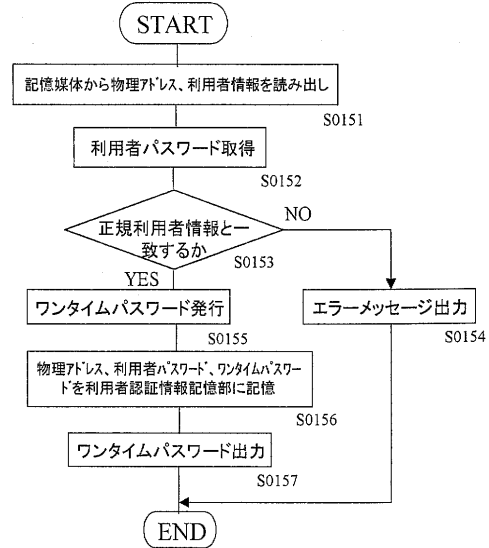 START
記憶媒体から物理アドレス、利用者情報を読み出し
S0151
利用者パスワード取得
S0152
正規利用者情報と一
致するか
S0153
NO
YES
ワンタイムパスワード発行
S0155
エラーメッセージ出力
S0154
物理アドレス、利用者パスワード、ワンタイムパスワー
ドを利用者認証情報記憶部に記憶
S0156
ワンタイムパスワード出力
S0157
END